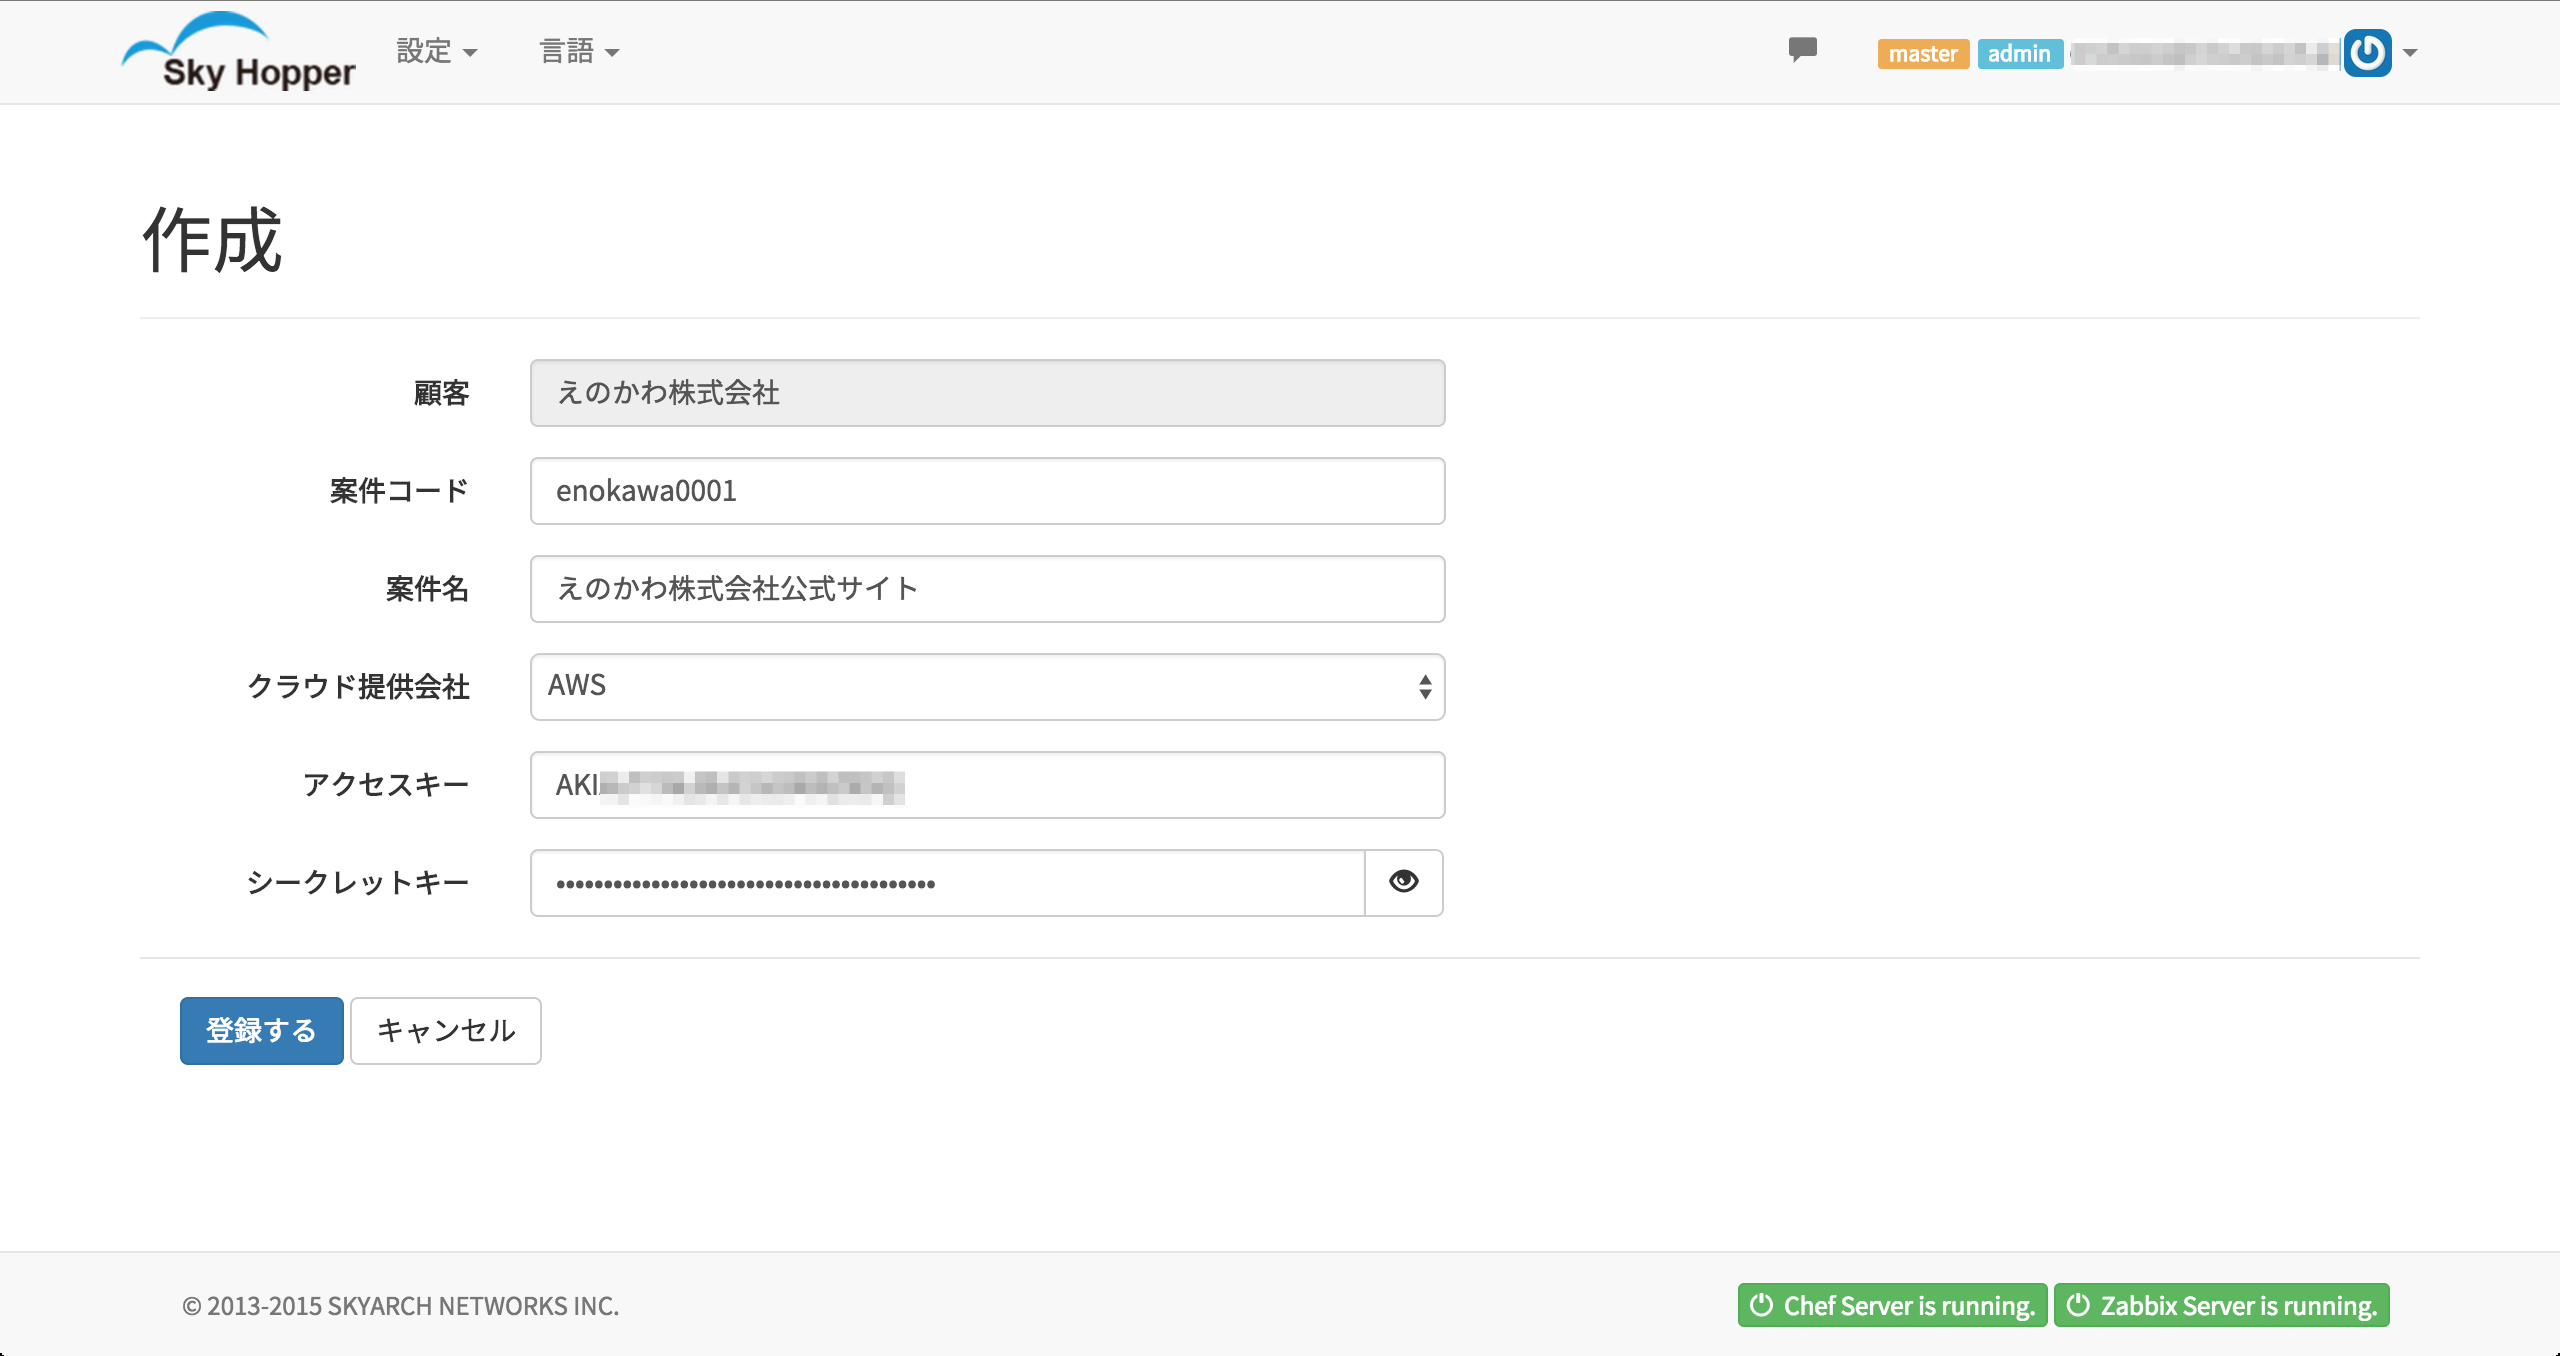 Sky Hopper 設定 言語 master admin
作成
顧客 えのかわ株式会社
案件コード enokawa0001
案件名 えのかわ株式会社公式サイト
クラウド提供会社 AWS
アクセスキー AKI
シークレットキー ••••••••••••••••••••••••••••••••••••••••
登録する キャンセル
© 2013-2015 SKYARCH NETWORKS INC. Chef Server is running. Zabbix Server is running.